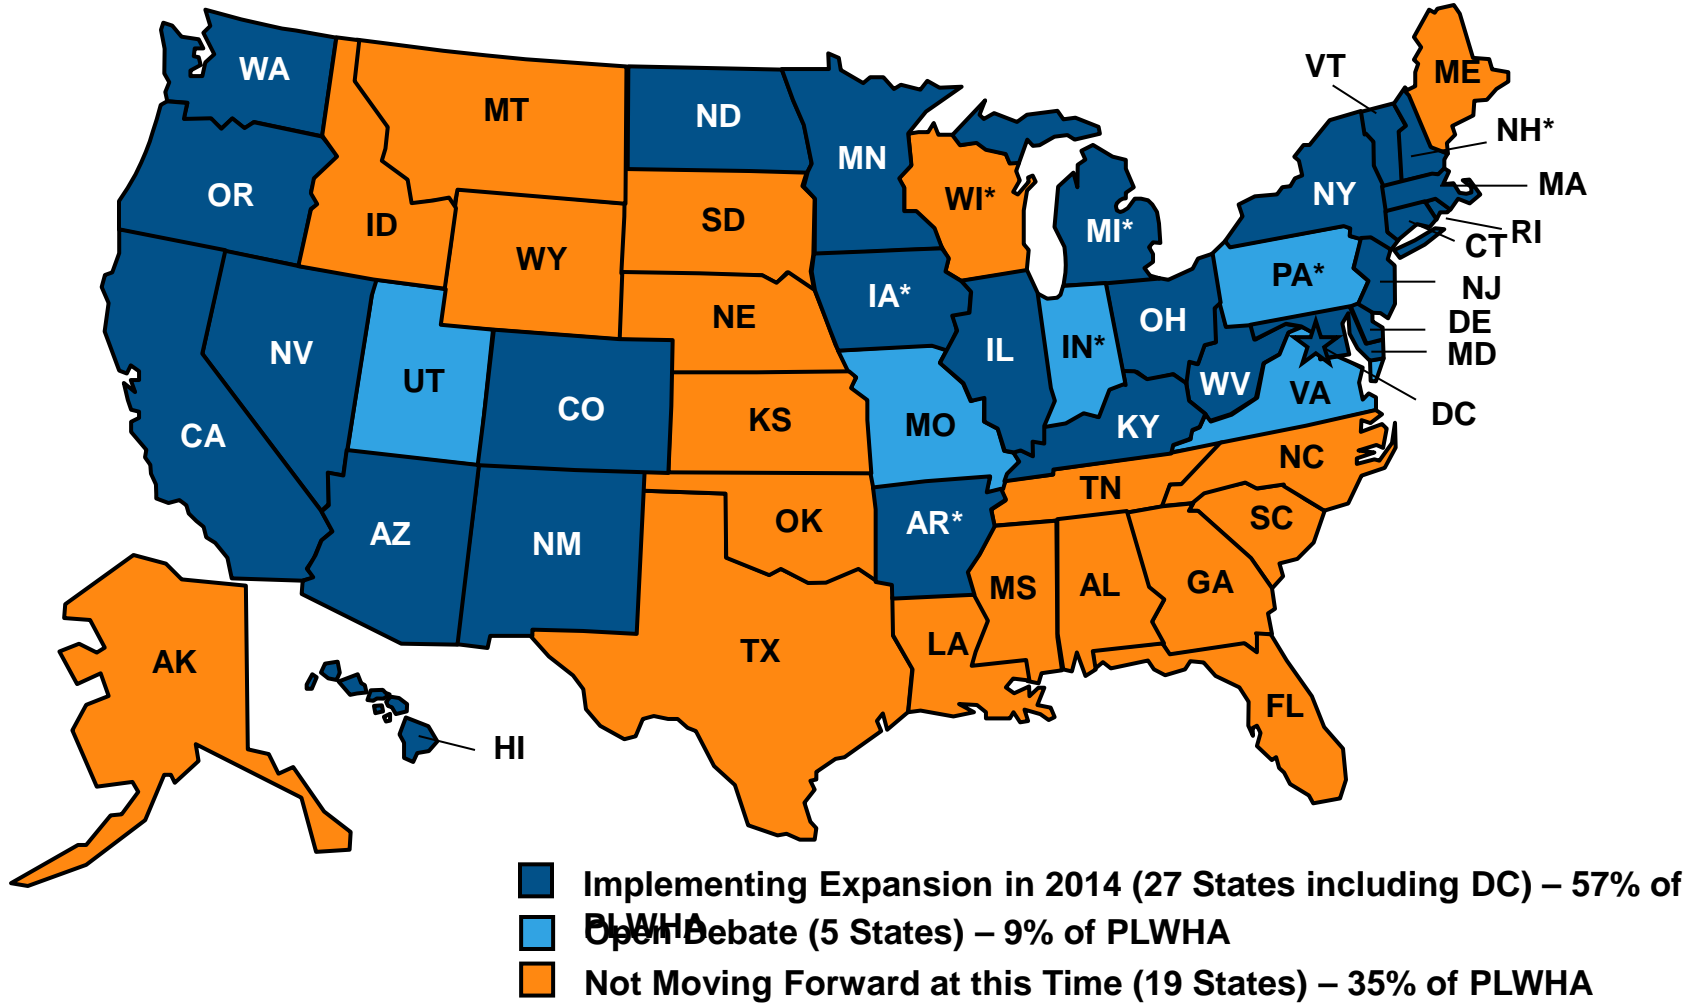 WA
MT
ND
MN
VT
ME
NH*
OR
ID
SD
WI*
MI*
NY
MA
RI
CT
WY
IA*
PA*
NJ
NE
OH
DE
NV
IL
IN*
MD
UT
WV
VA
DC
CO
CA
KS
MO
KY
NC
TN
AZ
NM
OK
AR*
SC
MS
AL
GA
AK
TX
LA
FL
HI
Implementing Expansion in 2014 (27 States including DC) – 57% of
PLWHA
Open Debate (5 States) – 9% of PLWHA
Not Moving Forward at this Time (19 States) – 35% of PLWHA